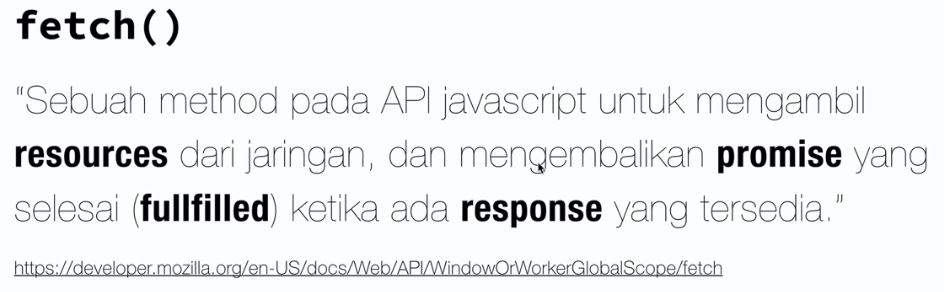 fetch()
“Sebuah method pada API javascript untuk mengambil
resources dari jaringan, dan mengembalikan promise yang
selesai (fullfilled) ketika ada response yang tersedia.”
https://developer.mozilla.org/en-US/docs/Web/API/WindowOrWorkerGlobalScope/fetch